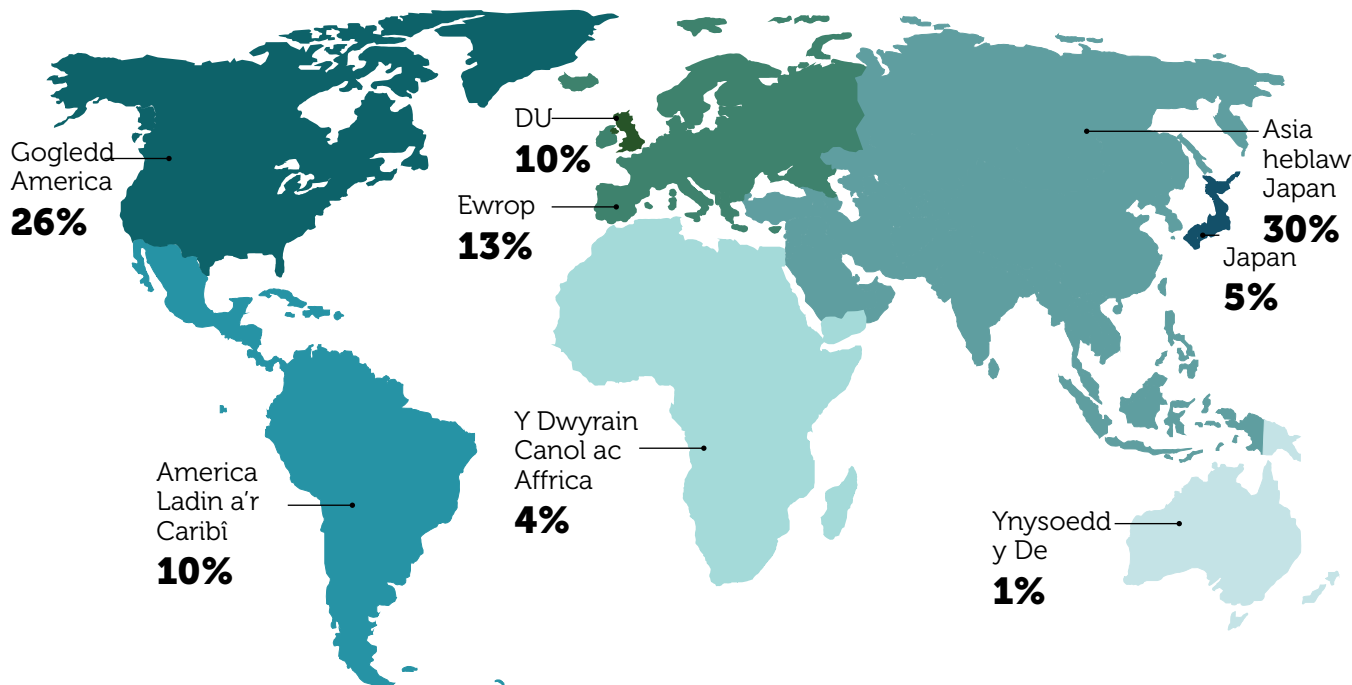 Gogledd
America
26%
DU
10%
Ewrop
13%
Asia
heblaw
Japan
30%
Japan
5%
America
Ladin a'r
Caribî
10%
Y Dwyrain
Canol ac
Affrica
4%
Ynysoedd
y De
1%